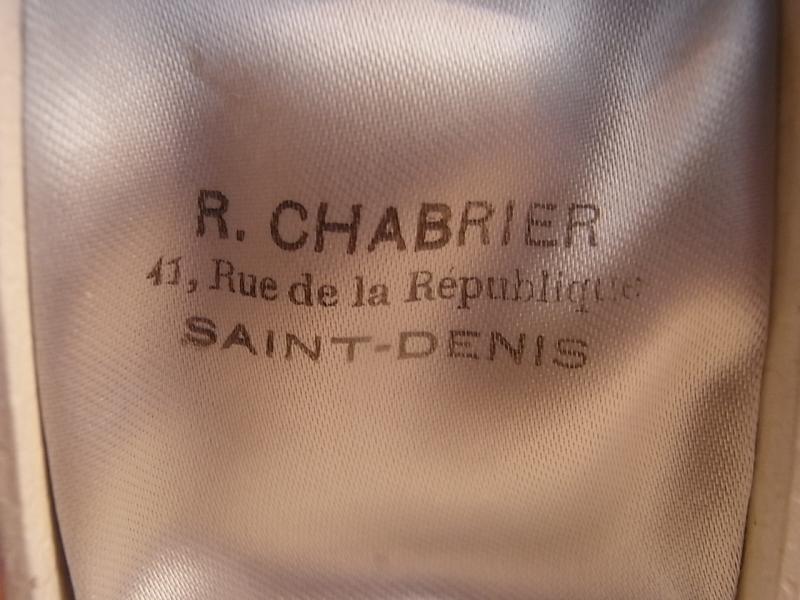 R. CHABRIER
41, Rue de la République
SAINT-DENIS